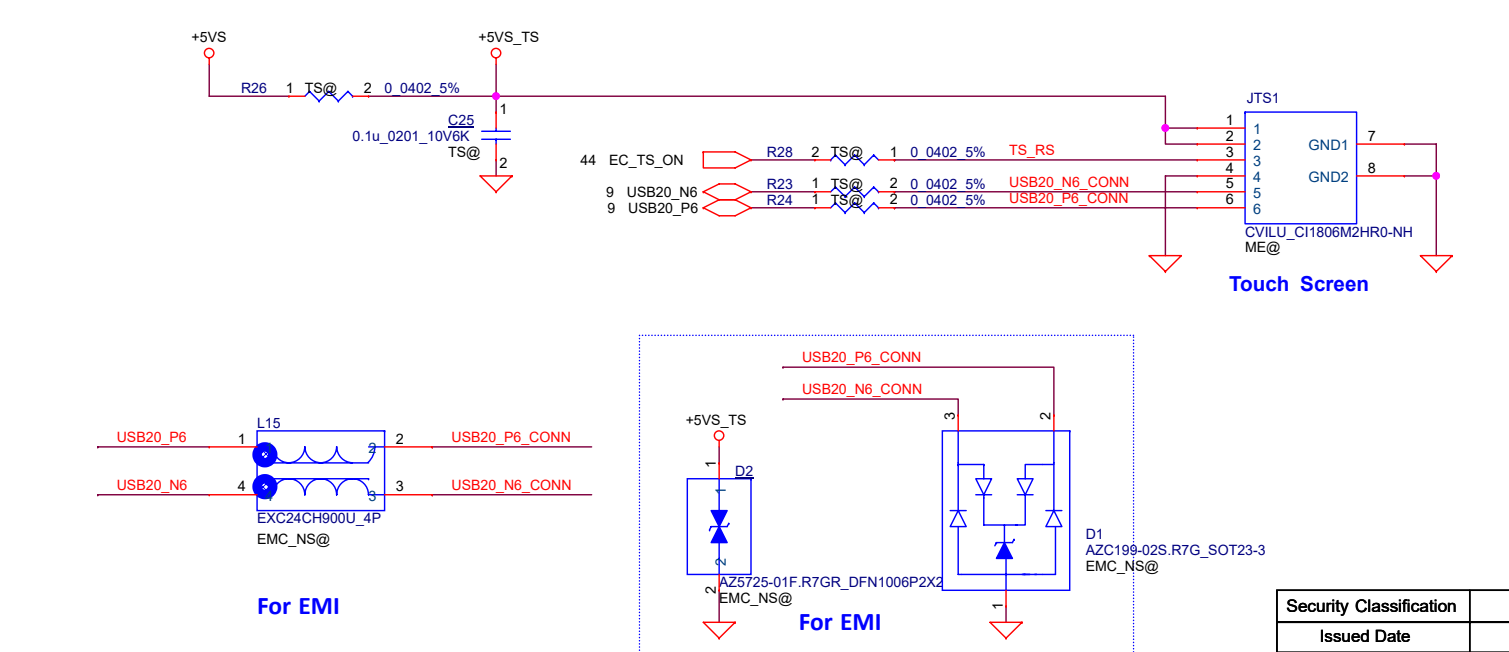 +5VS
+5VS_TS
R26 1 TS@ 2 0_0402_5%
1
C25
0.1u_0201_10V6K
TS@
2
44 EC_TS_ON R28 2 TS@ 1 0_0402_5% TS_RS
9 USB20_N6 R23 1 TS@ 2 0_0402_5% USB20_N6_CONN
9 USB20_P6 R24 1 TS@ 2 0_0402_5% USB20_P6_CONN
JTS1
1 1
2 2 GND1 7
3 3
4 4 GND2 8
5 5
6 6
CVILU_CI1806M2HR0-NH
ME@
Touch Screen
L15
USB20_P6 1 2 2 USB20_P6_CONN
USB20_N6 4 3 3 USB20_N6_CONN
EXC24CH900U_4P
EMC_NS@
For EMI
USB20_P6_CONN
USB20_N6_CONN
3 2
+5VS_TS
1
D2
1
2
2
AZ5725-01F.R7GR_DFN1006P2X2
EMC_NS@
D1
AZC199-02S.R7G_SOT23-3
EMC_NS@
1
For EMI
Security Classification
Issued Date